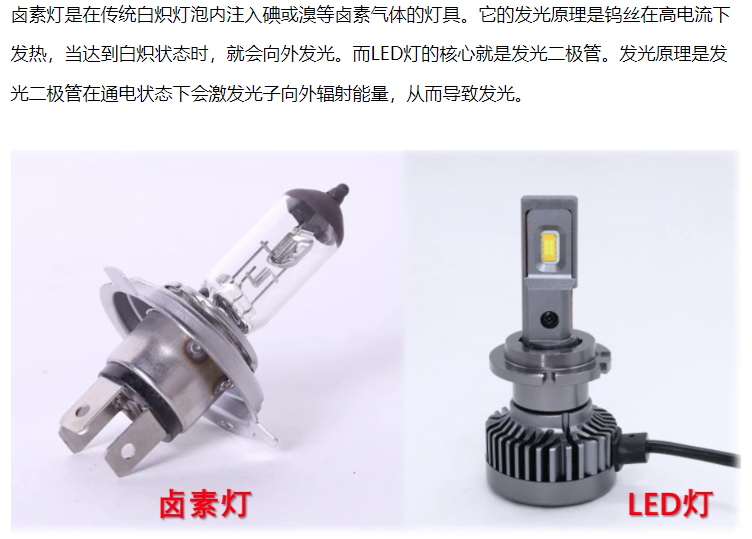 卤素灯是在传统白炽灯泡内注入碘或溴等卤素气体的灯具。它的发光原理是钨丝在高电流下
发热，当达到白炽状态时，就会向外发光。而LED灯的核心就是发光二极管。发光原理是发
光二极管在通电状态下会激发光子向外辐射能量，从而导致发光。
卤素灯
LED灯